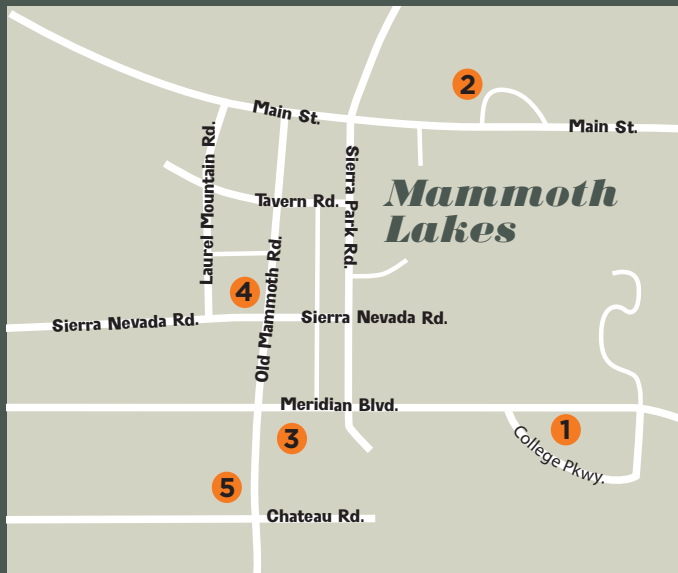 2
Main St.
Main St.
Laurel Mountain Rd.
Sierra Park Rd.
Mammoth
Lakes
Tavern Rd.
Old Mammoth Rd.
4
Sierra Nevada Rd.
Sierra Nevada Rd.
Meridian Blvd.
1
3
College Pkwy.
5
Chateau Rd.